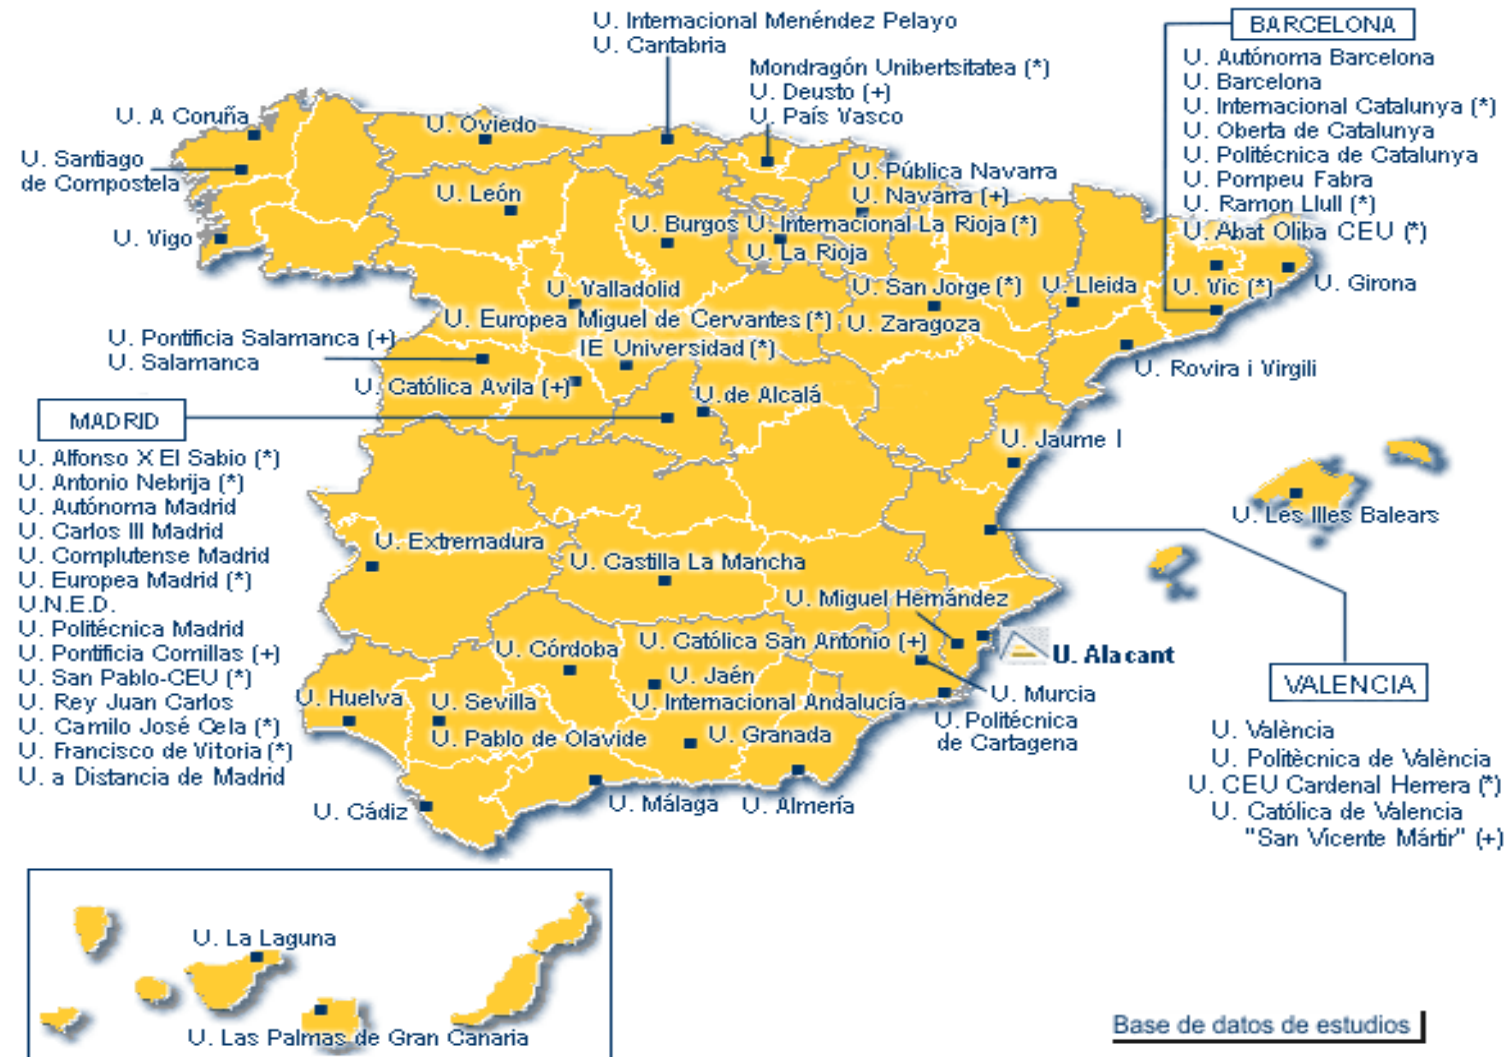 U. Internacional Menéndez Pelayo
U. Cantabria
BARCELONA
U. Autónoma Barcelona
U. Barcelona
U. Internacional Catalunya (*)
U. Oberta de Catalunya
U. Politécnica de Catalunya
U. Pompeu Fabra
U. Ramon Llull (*)
U. Abat Oliba CEU (*)
Mondragón Unibertsitatea (*)
U. Deusto (+)
U. País Vasco
U. A Coruña
U. Oviedo
U. Santiago
de Compostela
U. Pública Navarra
U. Navarra (+)
U. León
U. Vigo
U. Burgos
U. Internacional La Rioja (*)
U. La Rioja
U. Valladolid
U. Europea Miguel de Cervantes (*)
U. San Jorge (*)
U. Zaragoza
U. Lleida
U. Vic (*)
U. Girona
U. Pontificia Salamanca (+)
U. Salamanca
IE Universidad (*)
U. Católica Avila (+)
U.de Alcalá
U. Rovira i Virgili
MADRID
U. Alfonso X El Sabio (*)
U. Antonio Nebrija (*)
U. Autónoma Madrid
U. Carlos III Madrid
U. Complutense Madrid
U. Europea Madrid (*)
U.N.E.D.
U. Politécnica Madrid
U. Pontificia Comillas (+)
U. San Pablo-CEU (*)
U. Rey Juan Carlos
U. Camilo José Cela (*)
U. Francisco de Vitoria (*)
U. a Distancia de Madrid
U. Jaume I
U. Les Illes Balears
U. Extremadura
U. Castilla La Mancha
U. Miguel Hernández
U. Católica San Antonio (+)
U. Alacant
U. Córdoba
U. Jaén
U. Internacional Andalucía
U. Murcia
U. Politécnica
de Cartagena
U. Huelva
U. Sevilla
U. Pablo de Olavide
U. Granada
U. Cádiz
U. Málaga
U. Almería
VALENCIA
U. València
U. Politècnica de València
U. CEU Cardenal Herrera (*)
U. Católica de Valencia
"San Vicente Mártir" (+)
U. La Laguna
U. Las Palmas de Gran Canaria
Base de datos de estudios